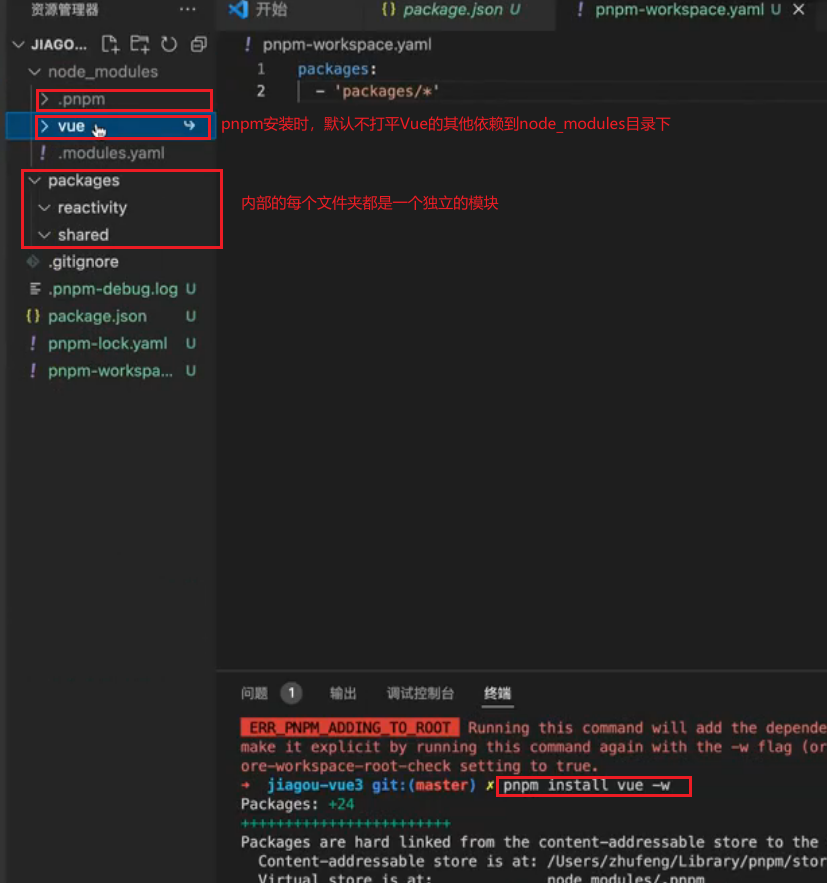 资源管理器 ···
开始
{} package.json U
! pnpm-workspace.yaml U ×
JIAGO...
! pnpm-workspace.yaml
node_modules
.pnpm
vue
! .modules.yaml
packages
reactivity
shared
.gitignore
.pnpm-debug.log U
{} package.json U
! pnpm-lock.yaml U
! pnpm-workspa... U
1 packages:
2 - 'packages/*'
pnpm安装时，默认不打平Vue的其他依赖到node_modules目录下
内部的每个文件夹都是一个独立的模块
问题 1 输出 调试控制台 终端
ERR_PNPM_ADDING_TO_ROOT Running this command will add the depende
make it explicit by running this command again with the -w flag (or
ore-workspace-root-check setting to true.
→ jiagou-vue3 git:(master) ✗ pnpm install vue -w
Packages: +24
++++++++++++++++++++++++
Packages are hard linked from the content-addressable store to the
Content-addressable store is at: /Users/zhufeng/Library/pnpm/stor
Virtual store is at: node_modules/.pnpm